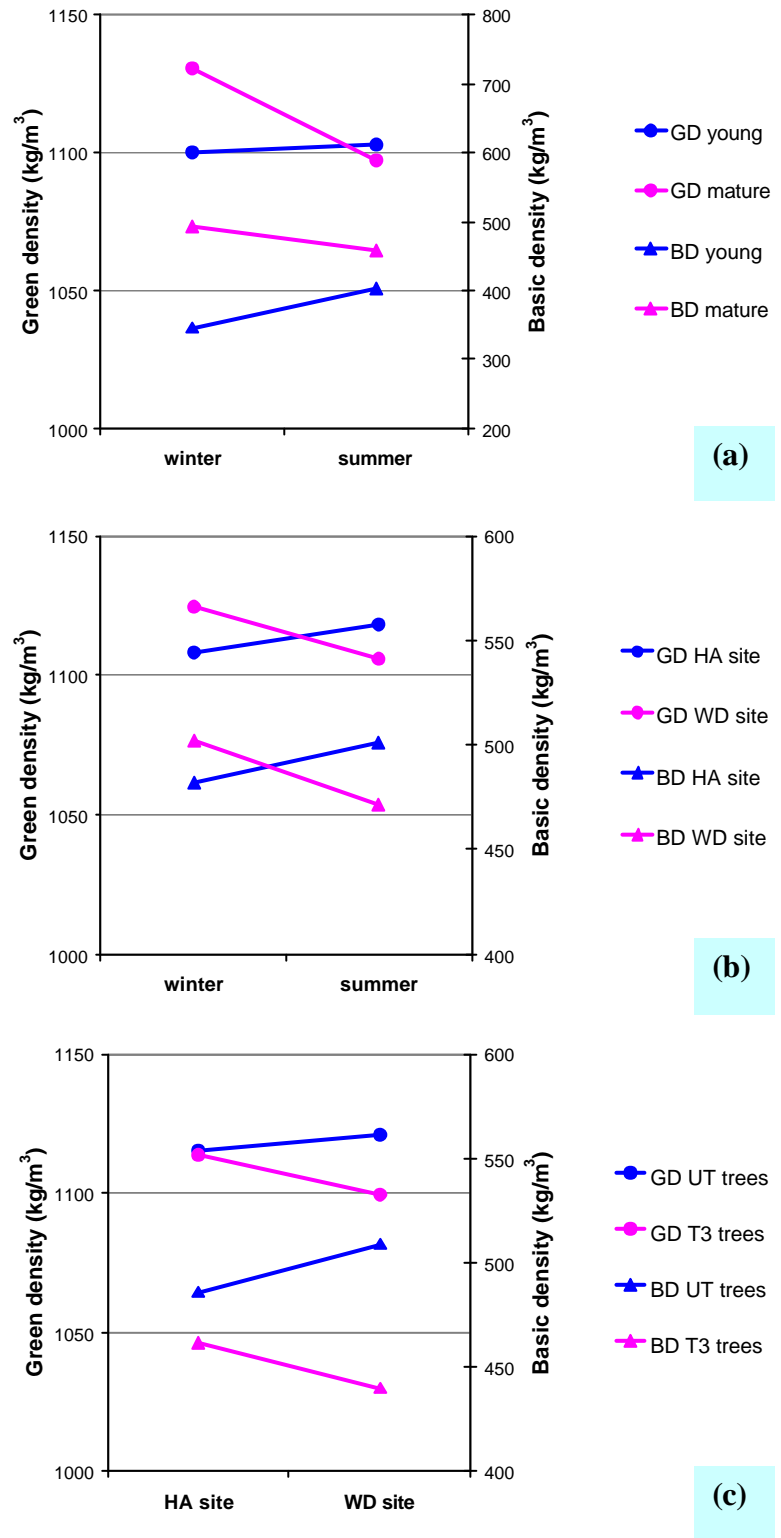 Green density (kg/m³)
1150
1100
1050
1000
800
700
600
500
400
300
200
Basic density (kg/m³)
winter summer
GD young
GD mature
BD young
BD mature
(a)
Green density (kg/m³)
1150
1100
1050
1000
600
550
500
450
400
Basic density (kg/m³)
winter summer
GD HA site
GD WD site
BD HA site
BD WD site
(b)
Green density (kg/m³)
1150
1100
1050
1000
600
550
500
450
400
Basic density (kg/m³)
HA site WD site
GD UT trees
GD T3 trees
BD UT trees
BD T3 trees
(c)